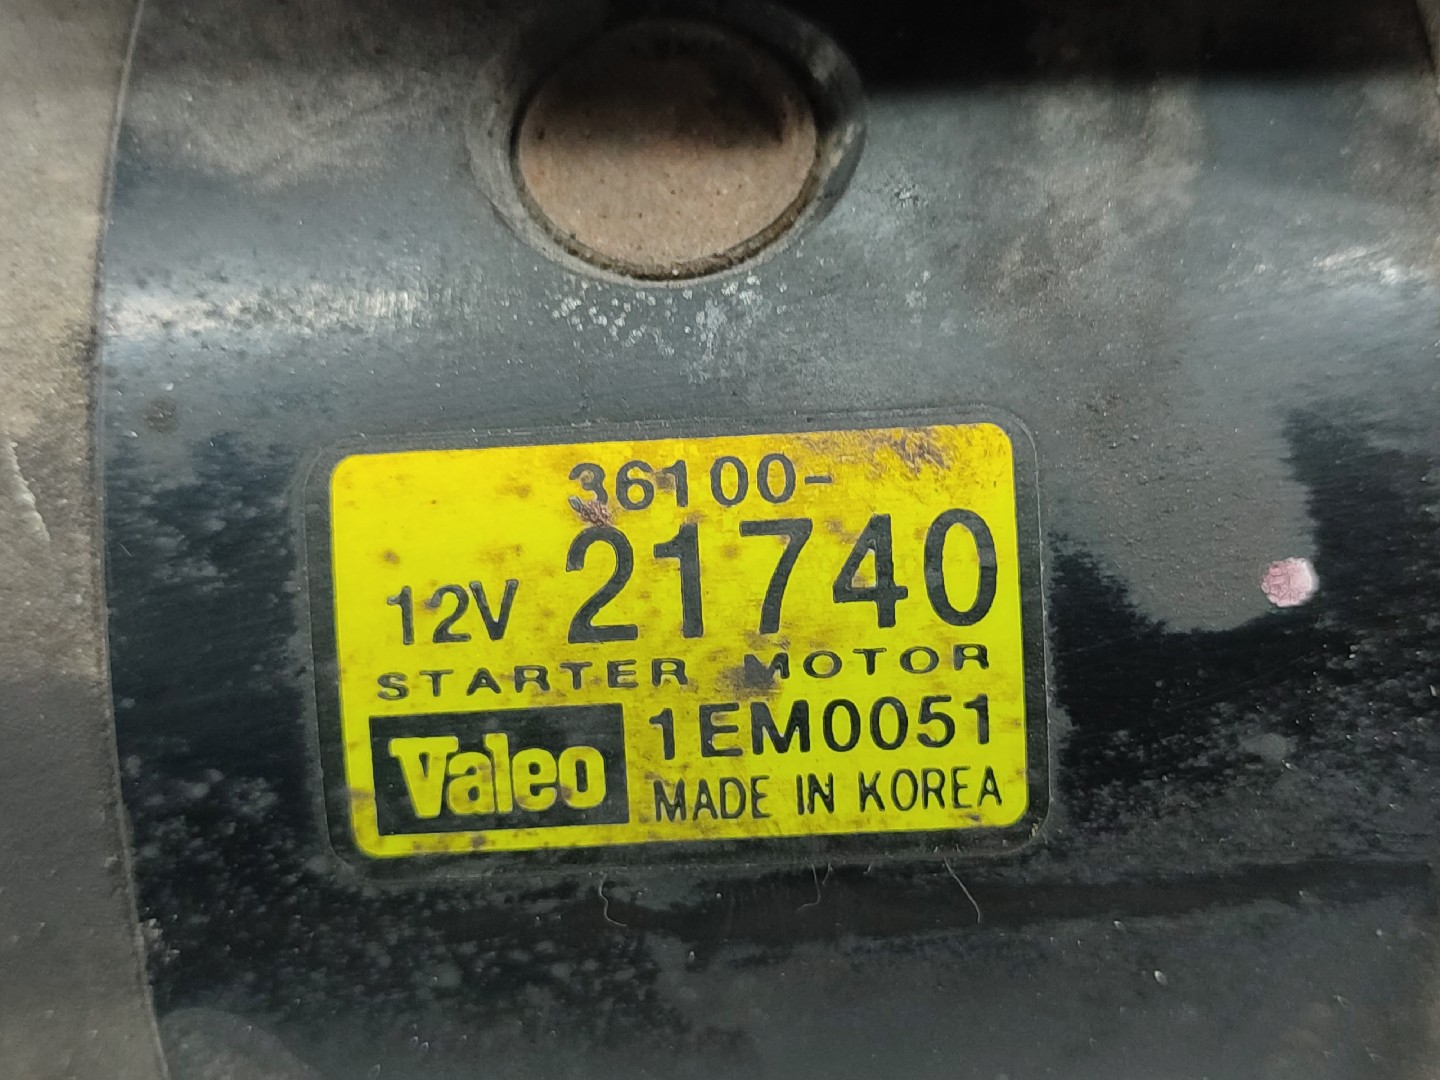 36100-
12V 21740
STARTER MOTOR
Valeo 1EM0051
MADE IN KOREA